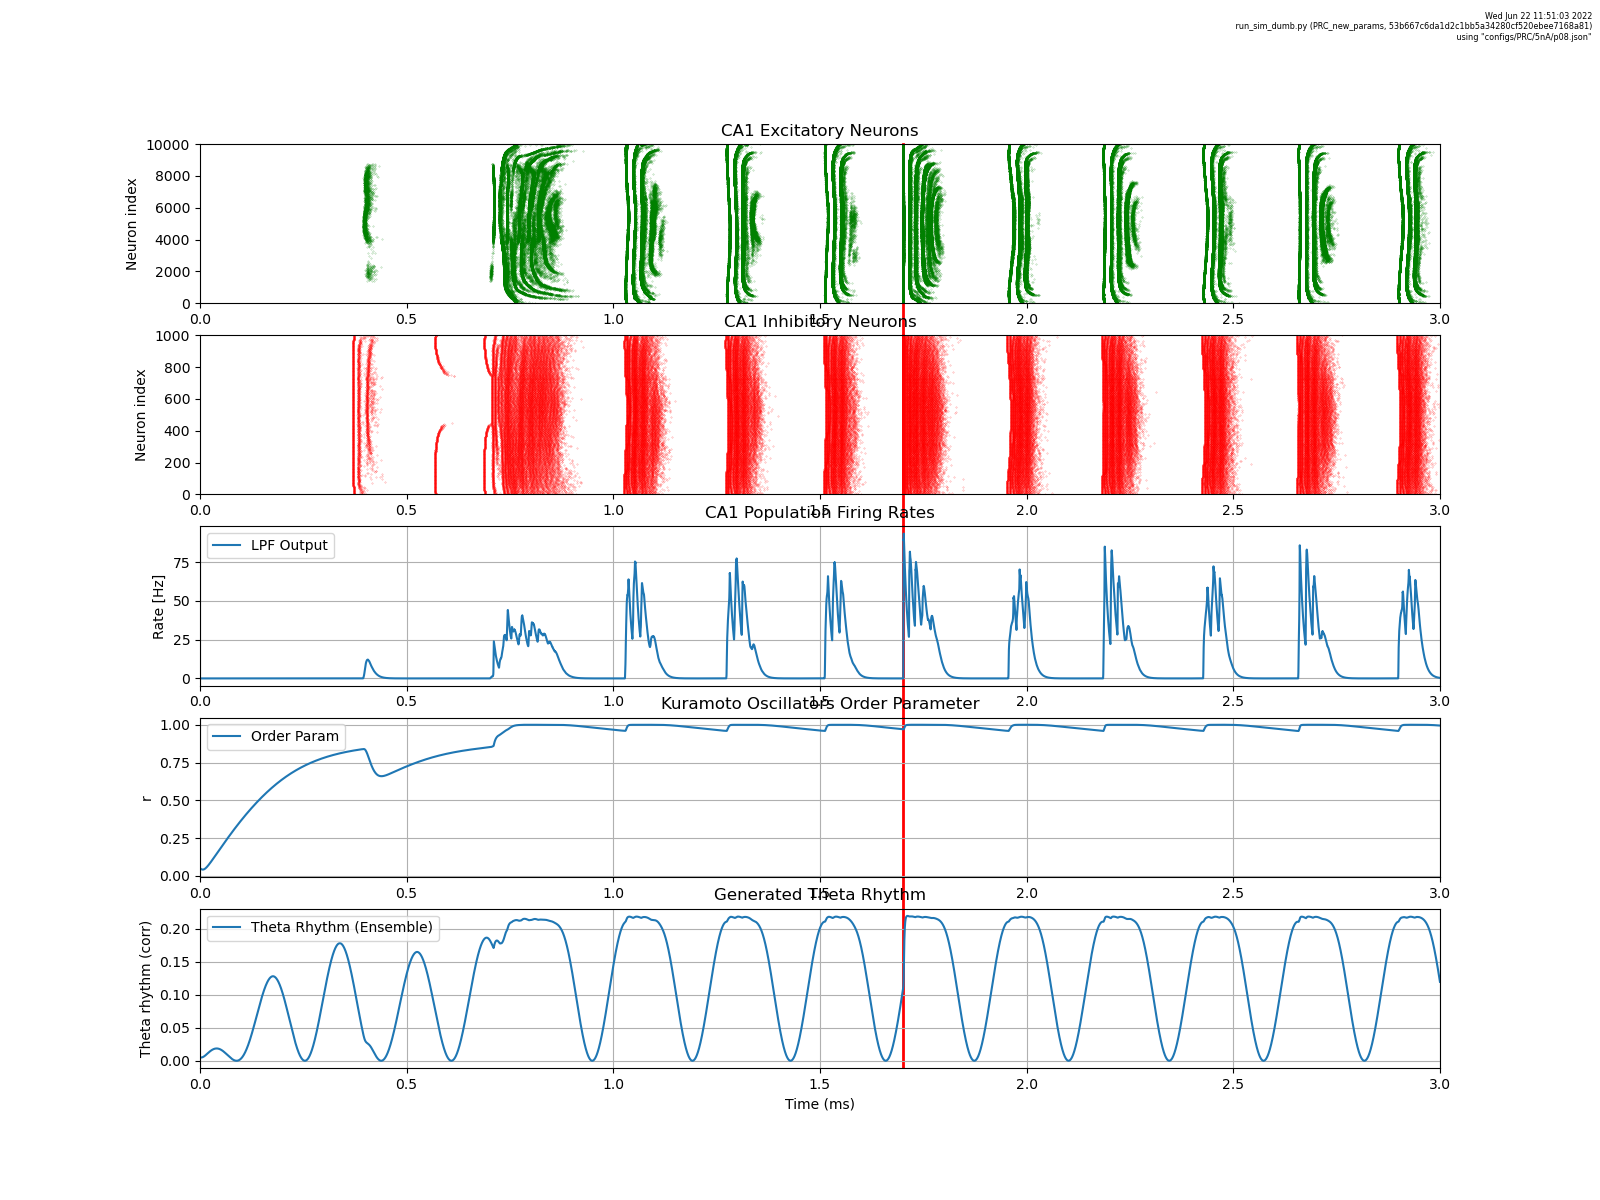 Wed Jun 22 11:51:03 2022
run_sim_dumb.py (PRC_new_params, 53b667c6da1d2c1bb5a34280cf520ebee7168a81)
using "configs/PRC/5nA/p08.json"
CA1 Excitatory Neurons
Neuron index
10000
8000
6000
4000
2000
0
0.0 0.5 1.0 1.5 2.0 2.5 3.0
CA1 Inhibitory Neurons
Neuron index
1000
800
600
400
200
0
0.0 0.5 1.0 1.5 2.0 2.5 3.0
CA1 Population Firing Rates
LPF Output
Rate [Hz]
75
50
25
0
0.0 0.5 1.0 1.5 2.0 2.5 3.0
Kuramoto Oscillators Order Parameter
Order Param
r
1.00
0.75
0.50
0.25
0.00
0.0 0.5 1.0 1.5 2.0 2.5 3.0
Generated Theta Rhythm
Theta Rhythm (Ensemble)
Theta rhythm (corr)
0.20
0.15
0.10
0.05
0.00
0.0 0.5 1.0 1.5 2.0 2.5 3.0
Time (ms)